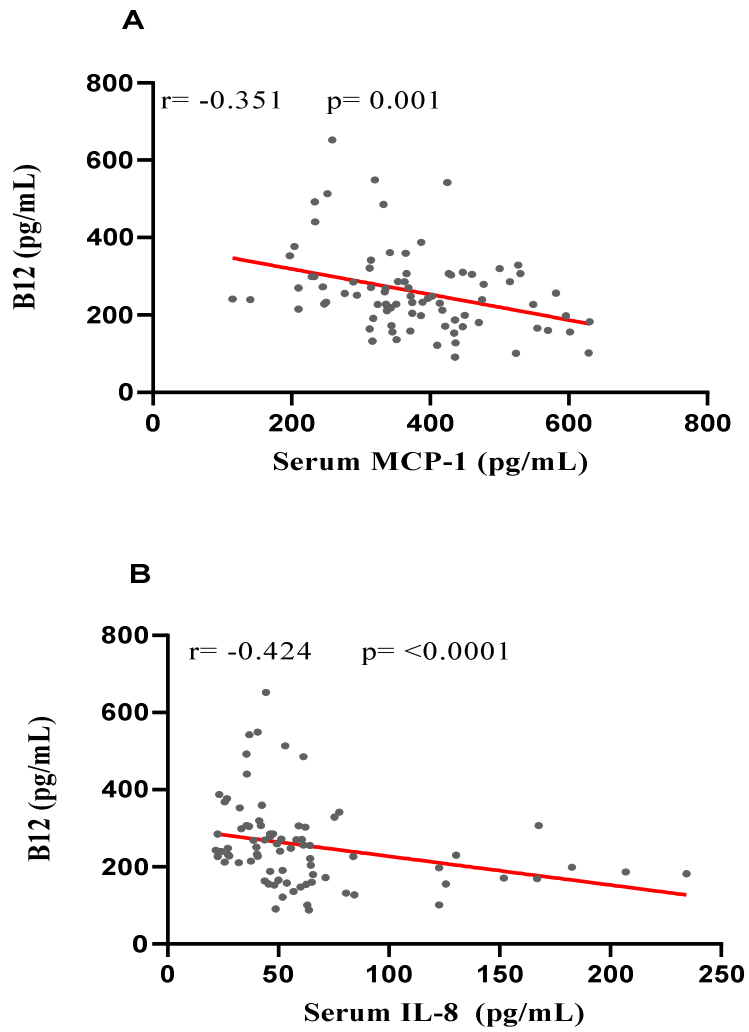 A
r= -0.351 p= 0.001
800
600
400
200
0
B12 (pg/mL)
0 200 400 600 800
Serum MCP-1 (pg/mL)
B
r= -0.424 p= <0.0001
800
600
400
200
0
B12 (pg/mL)
0 50 100 150 200 250
Serum IL-8 (pg/mL)